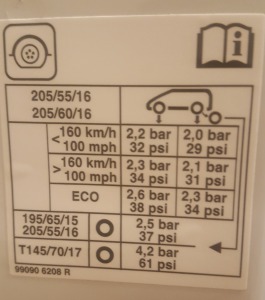 205/55/16
205/60/16
<160 km/h 2,2 bar 2,0 bar
100 mph 32 psi 29 psi
>160 km/h 2,3 bar 2,1 bar
100 mph 34 psi 31 psi
ECO 2,6 bar 2,3 bar
38 psi 34 psi
195/65/15 2,5 bar
205/55/16 37 psi
T145/70/17 4,2 bar
61 psi
99090 6208 R